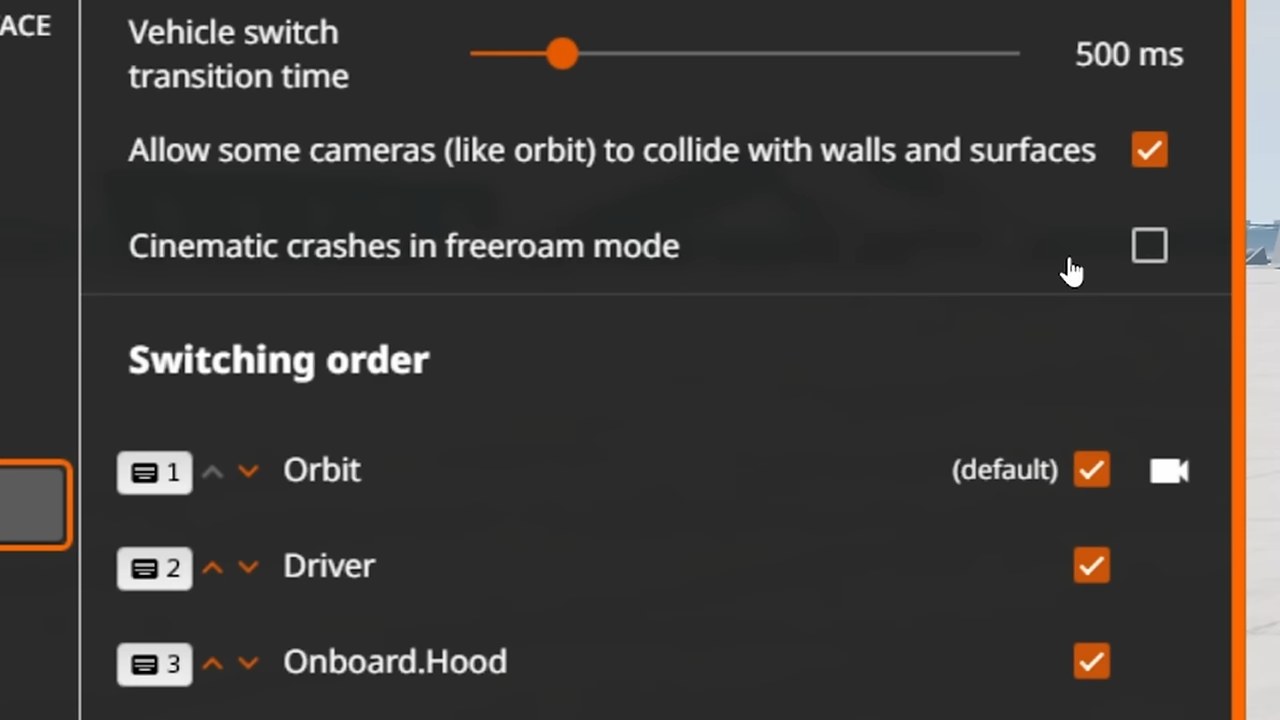 ACE
Vehicle switch
transition time
500 ms
Allow some cameras (like orbit) to collide with walls and surfaces
Cinematic crashes in freeroam mode
Switching order
1 Orbit (default)
2 Driver
3 Onboard.Hood